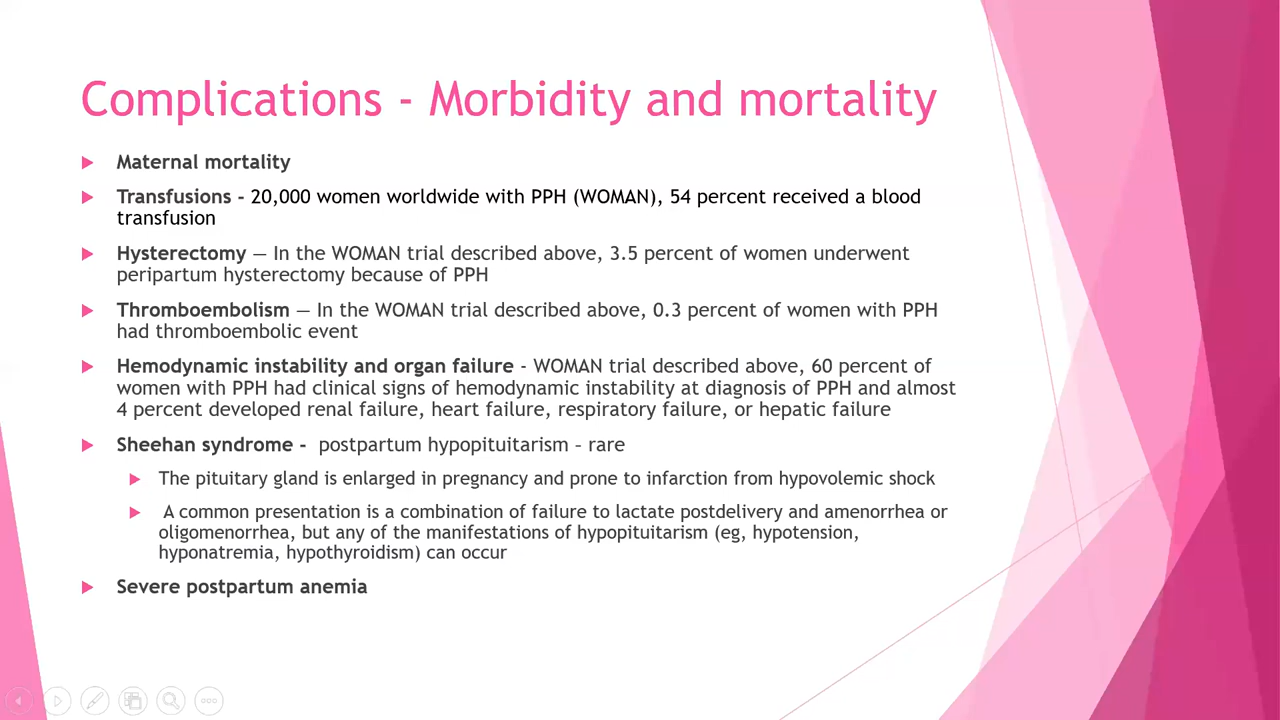 Complications - Morbidity and mortality
Maternal mortality
Transfusions - 20,000 women worldwide with PPH (WOMAN), 54 percent received a blood
transfusion
Hysterectomy — In the WOMAN trial described above, 3.5 percent of women underwent
peripartum hysterectomy because of PPH
Thromboembolism — In the WOMAN trial described above, 0.3 percent of women with PPH
had thromboembolic event
Hemodynamic instability and organ failure - WOMAN trial described above, 60 percent of
women with PPH had clinical signs of hemodynamic instability at diagnosis of PPH and almost
4 percent developed renal failure, heart failure, respiratory failure, or hepatic failure
Sheehan syndrome - postpartum hypopituitarism – rare
The pituitary gland is enlarged in pregnancy and prone to infarction from hypovolemic shock
A common presentation is a combination of failure to lactate postdelivery and amenorrhea or
oligomenorrhea, but any of the manifestations of hypopituitarism (eg, hypotension,
hyponatremia, hypothyroidism) can occur
Severe postpartum anemia